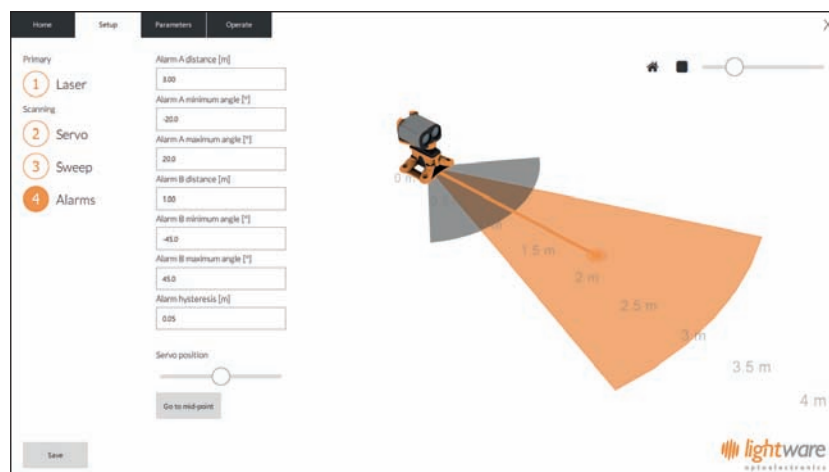 Home Setup Parameters Operate
Primary
1 Laser
Scanning
2 Servo
3 Sweep
4 Alarms
Alarm A distance [m]
3.00
Alarm A minimum angle [°]
-20.0
Alarm A maximum angle [°]
20.0
Alarm B distance [m]
1.00
Alarm B minimum angle [°]
-45.0
Alarm B maximum angle [°]
45.0
Alarm hysteresis [m]
0.05
Servo position
Go to mid-point
Save
0 m
1.5 m
2 m
2.5 m
3 m
3.5 m
4 m
lightware
optoelectronics